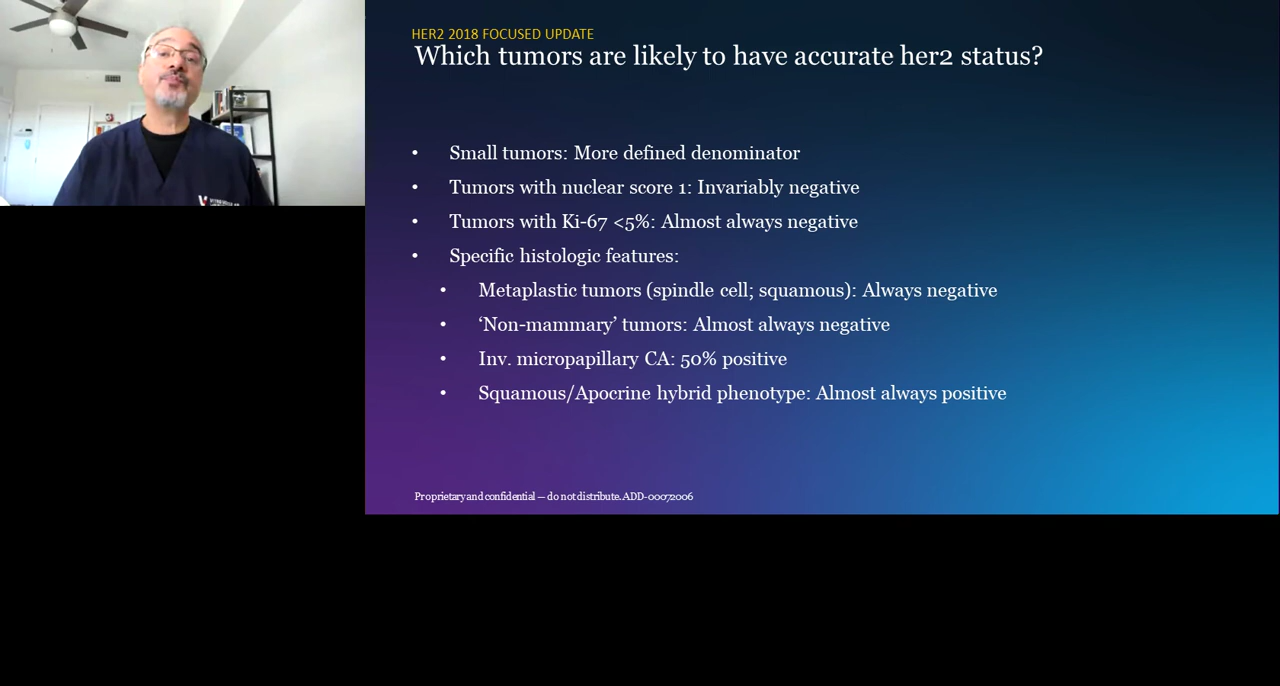 HER2 2018 FOCUSED UPDATE
Which tumors are likely to have accurate her2 status?
• Small tumors: More defined denominator
• Tumors with nuclear score 1: Invariably negative
• Tumors with Ki-67 <5%: Almost always negative
• Specific histologic features:
• Metaplastic tumors (spindle cell; squamous): Always negative
• ‘Non-mammary’ tumors: Almost always negative
• Inv. micropapillary CA: 50% positive
• Squamous/Apocrine hybrid phenotype: Almost always positive
Proprietary and confidential — do not distribute. ADD-00072006